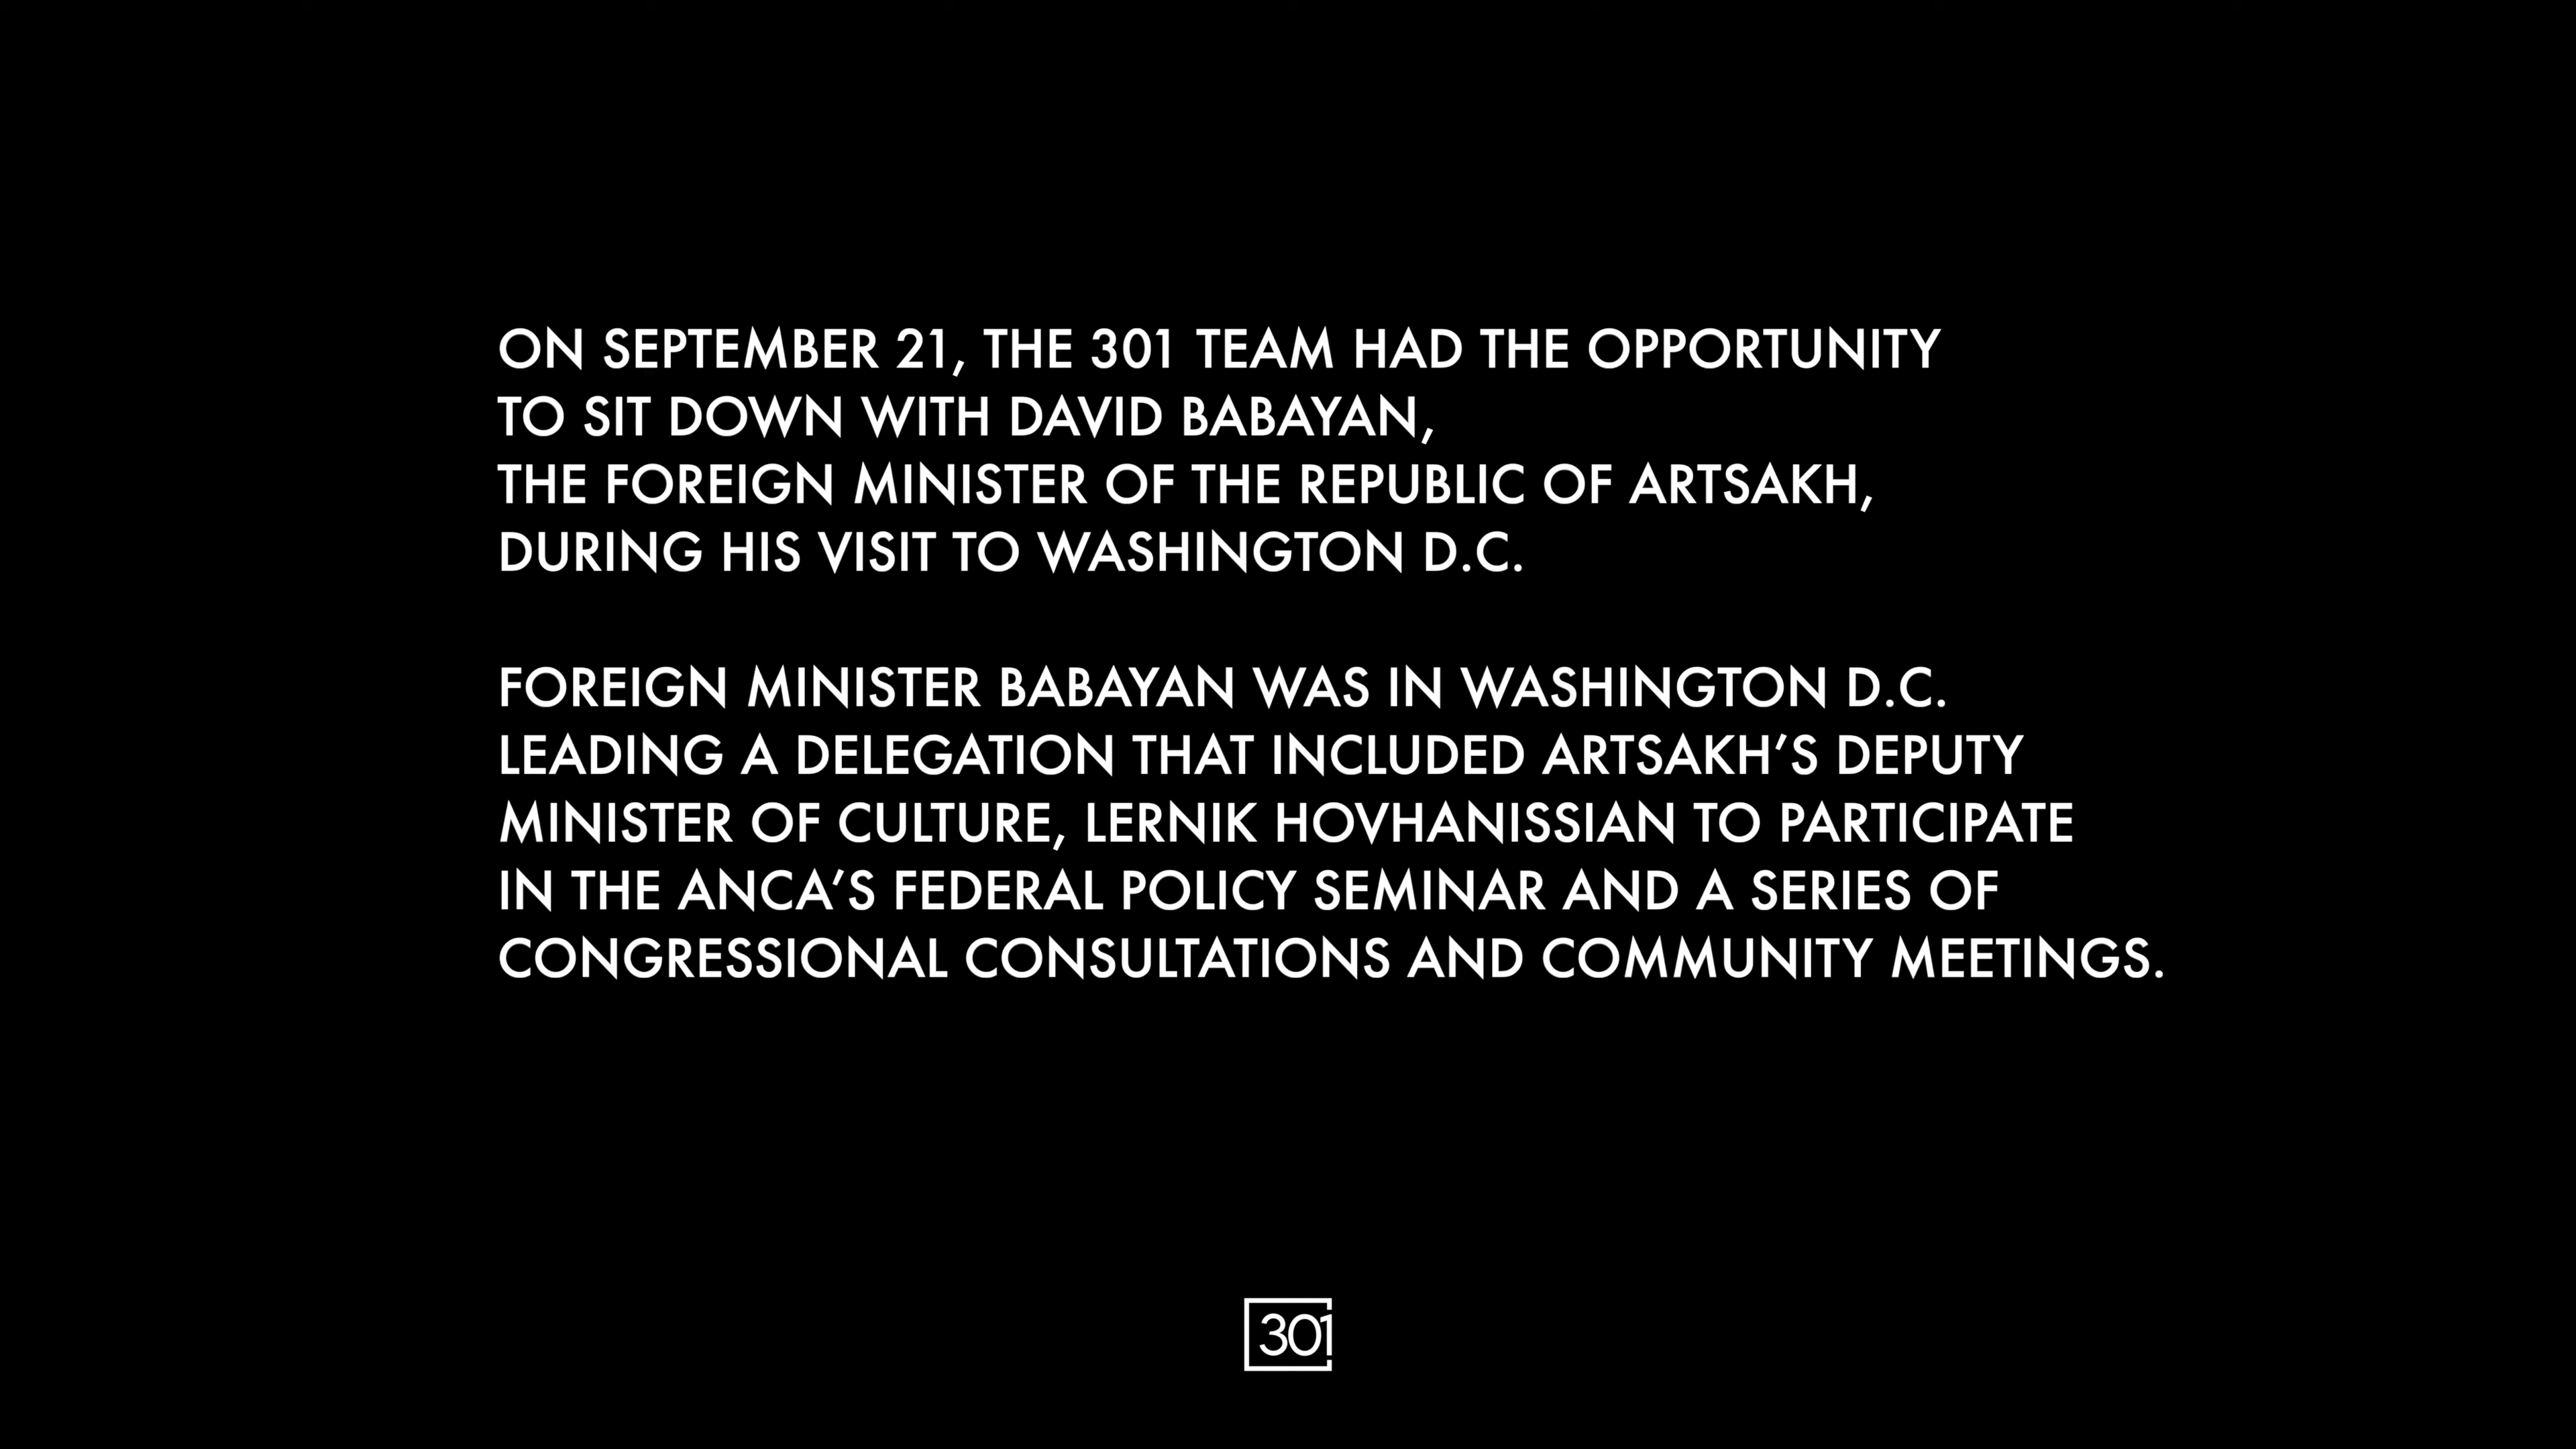 ON SEPTEMBER 21, THE 301 TEAM HAD THE OPPORTUNITY
TO SIT DOWN WITH DAVID BABAYAN,
THE FOREIGN MINISTER OF THE REPUBLIC OF ARTSAKH,
DURING HIS VISIT TO WASHINGTON D.C.
FOREIGN MINISTER BABAYAN WAS IN WASHINGTON D.C.
LEADING A DELEGATION THAT INCLUDED ARTSAKH’S DEPUTY
MINISTER OF CULTURE, LERNIK HOVHANISSIAN TO PARTICIPATE
IN THE ANCA’S FEDERAL POLICY SEMINAR AND A SERIES OF
CONGRESSIONAL CONSULTATIONS AND COMMUNITY MEETINGS.
301